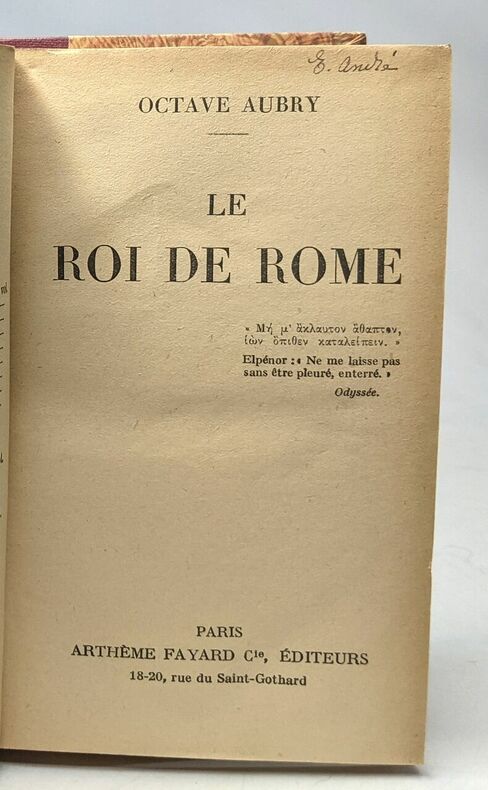 E. André
OCTAVE AUBRY
LE
ROI DE ROME
« Μή μ' ἄκλαυτον ἄθαπτον,
ἰὼν ὄπιθεν καταλείπειν. »
Elpénor : « Ne me laisse pas
sans être pleuré, enterré. »
Odyssée.
PARIS
ARTHÈME FAYARD Cie, ÉDITEURS
18-20, rue du Saint-Gothard